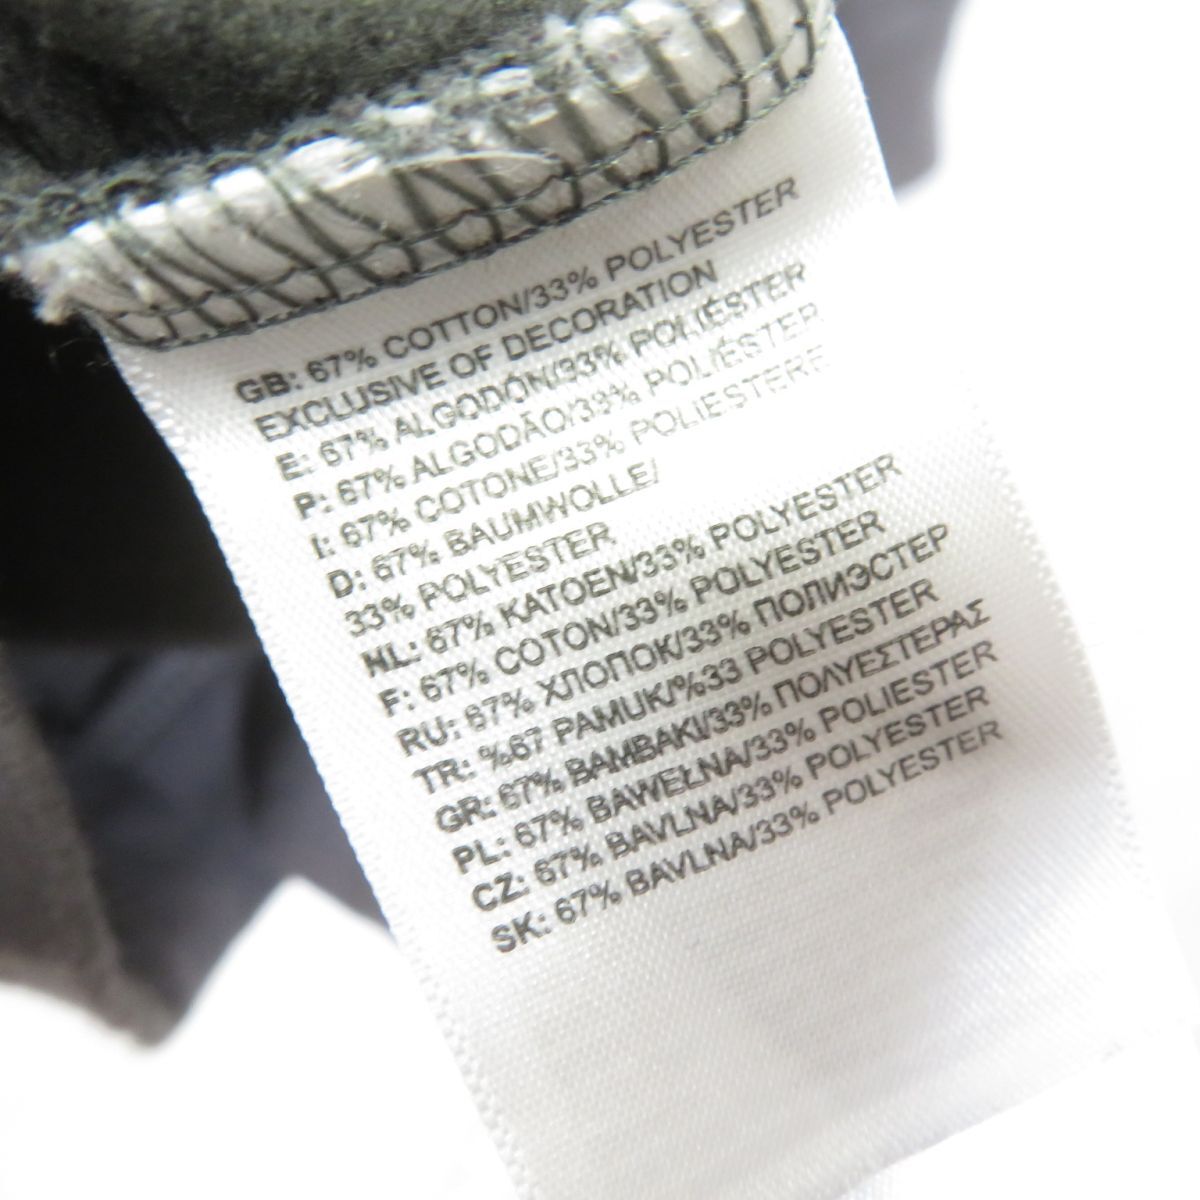 GB: 67% COTTON/33% POLYESTER
EXCLUSIVE OF DECORATION
E: 67% ALGODÓN/33% POLIÉSTER
P: 67% ALGODÃO/33% POLIÉSTER
I: 67% COTONE/33% POLIESTERE
D: 67% BAUMWOLLE/
33% POLYESTER
NL: 67% KATOEN/33% POLYESTER
F: 67% COTON/33% POLYESTER
RU: 67% ХЛОПОК/33% ПОЛИЭСТЕР
TR: %67 PAMUK/%33 POLYESTER
GR: 67% ΒΑΜΒΑΚΙ/33% ΠΟΛΥΕΣΤΕΡΑΣ
PL: 67% BAWEŁNA/33% POLIESTER
CZ: 67% BAVLNA/33% POLYESTER
SK: 67% BAVLNA/33% POLYESTER